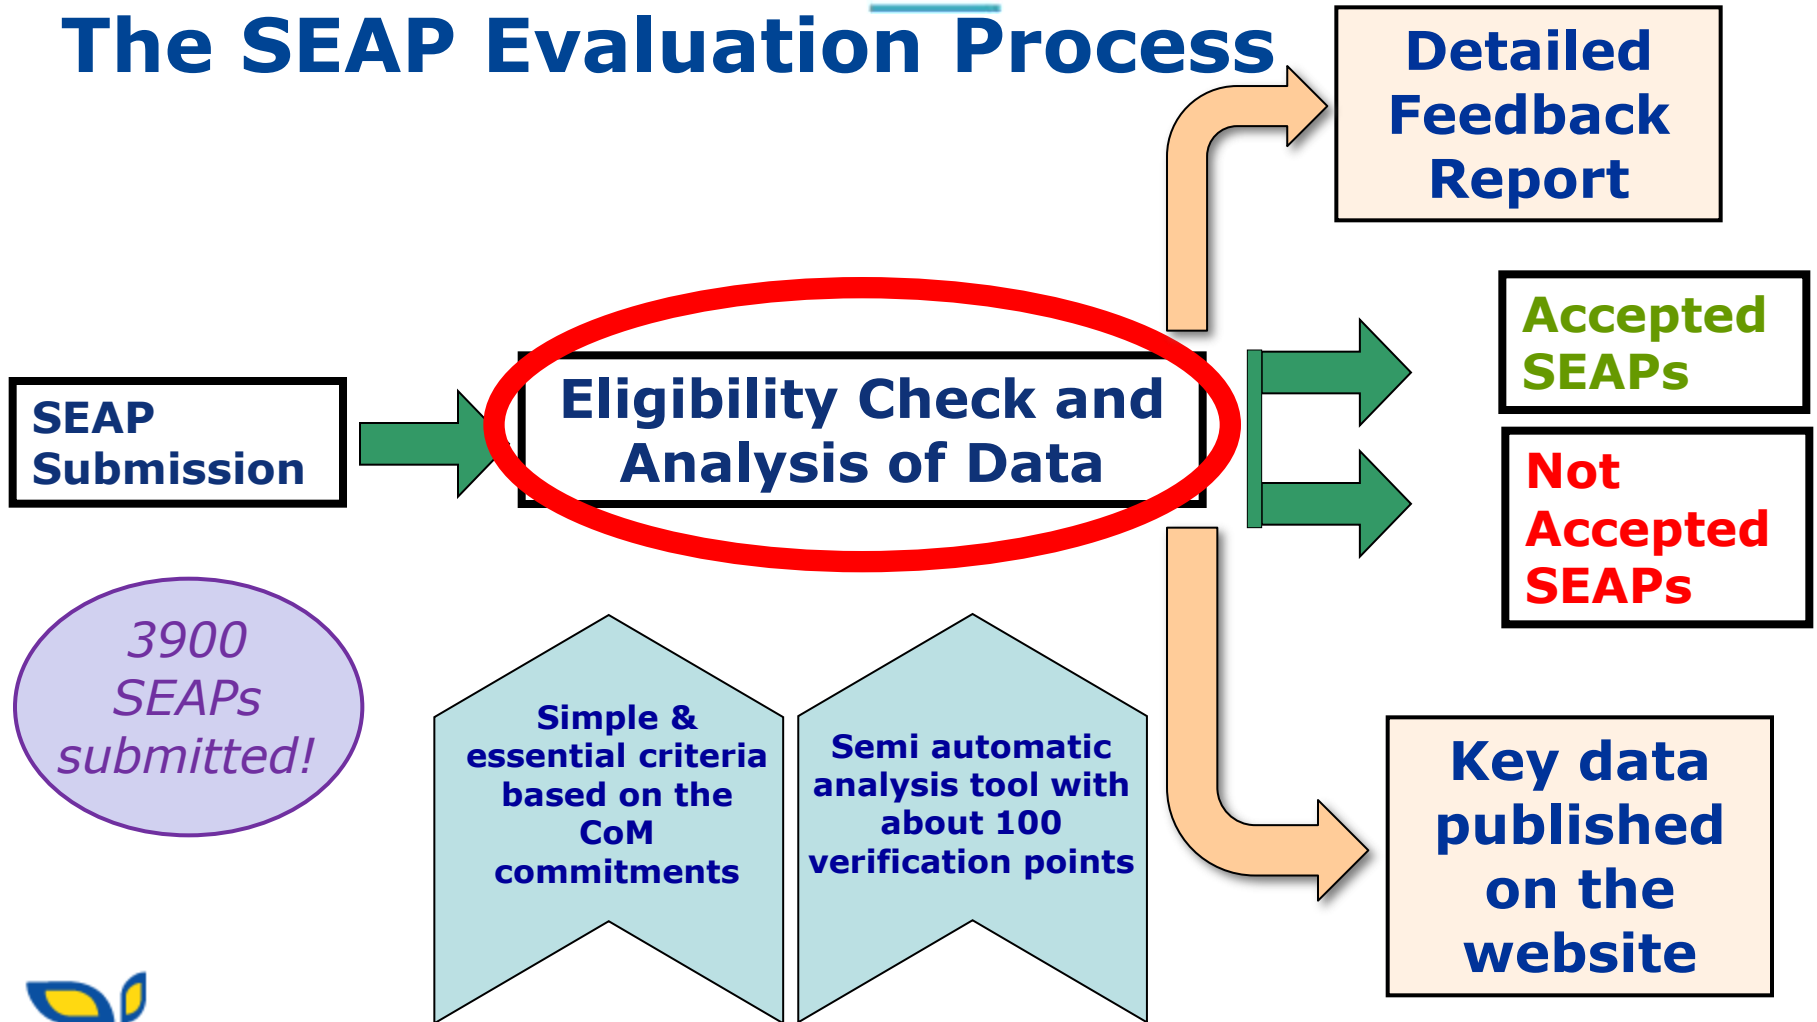 The SEAP Evaluation Process
Detailed
Feedback
Report
Accepted
SEAPs
Eligibility Check and
Analysis of Data
SEAP
Submission
Not
Accepted
SEAPs
3900
SEAPs
submitted!
Simple &
essential criteria
based on the
CoM
commitments
Semi automatic
analysis tool with
about 100
verification points
Key data
published
on the
website